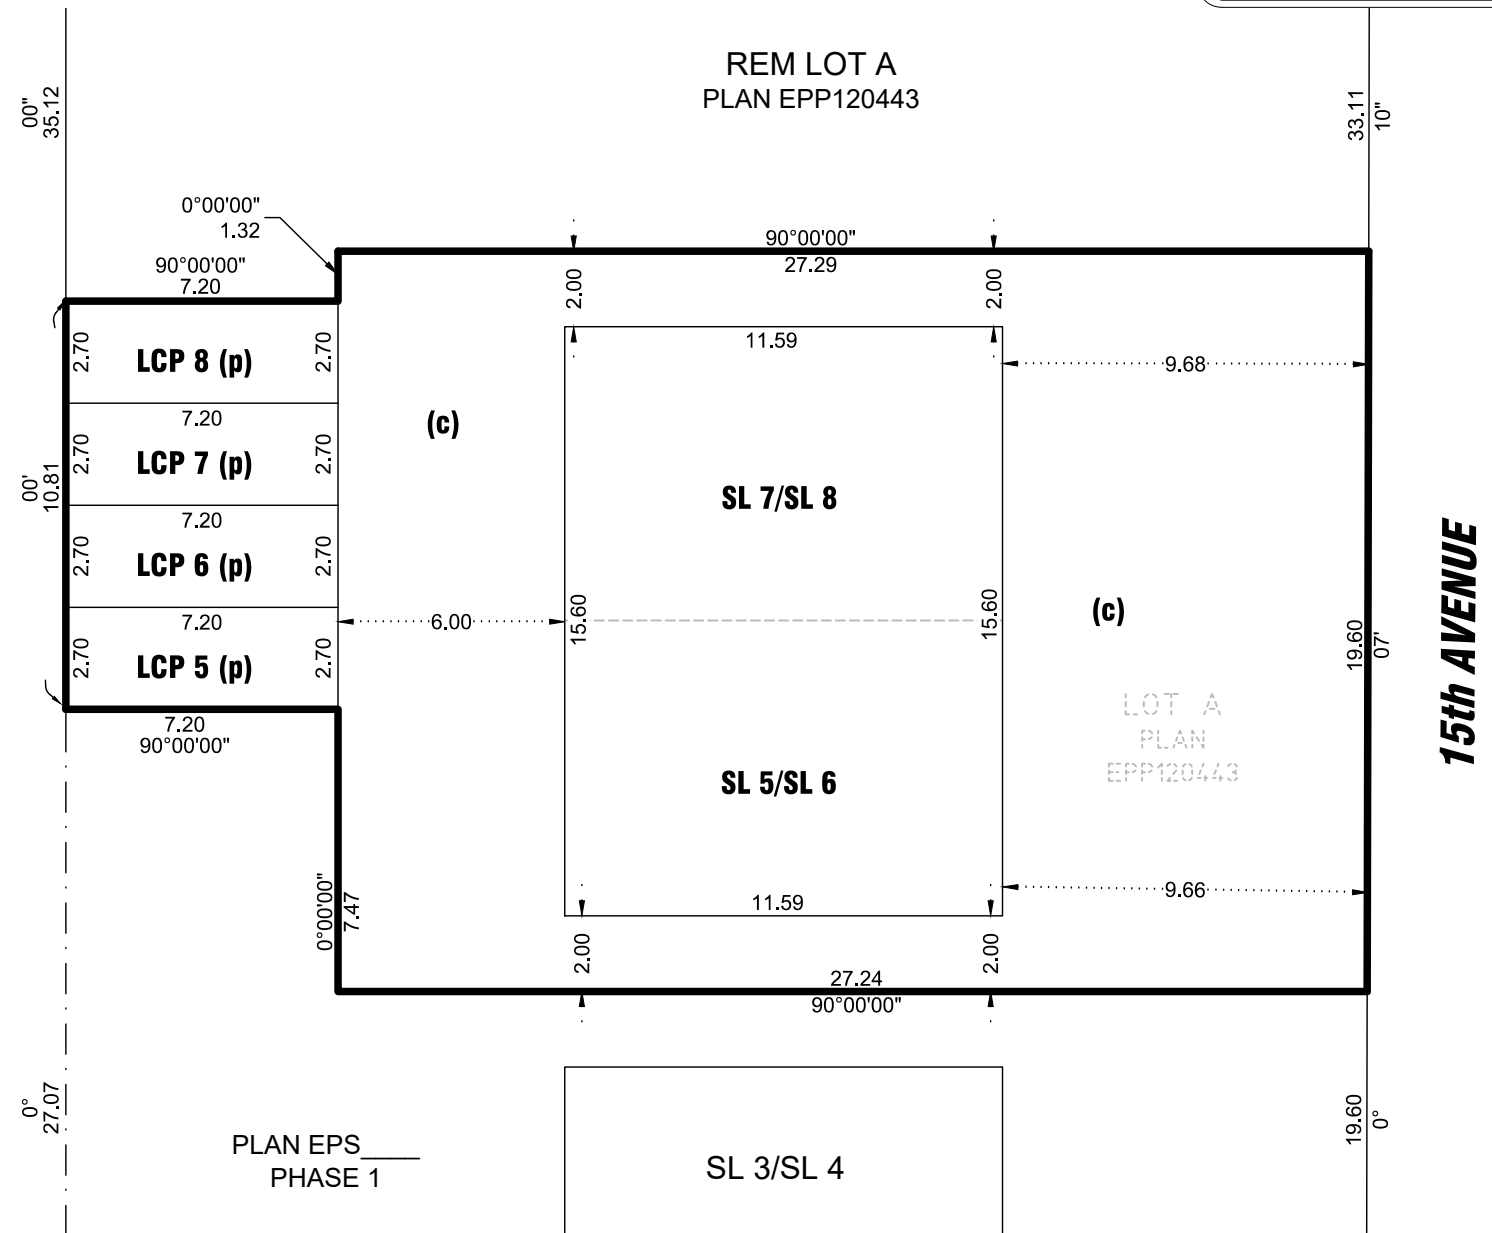 REM LOT A
PLAN EPP120443
00"
35.12
33.11
10"
0°00'00"
1.32
90°00'00"
7.20
90°00'00"
27.29
2.00
2.00
11.59
2.70
LCP 8 (p)
2.70
9.68
7.20
(c)
2.70
LCP 7 (p)
2.70
00'
10.81
SL 7/SL 8
7.20
2.70
LCP 6 (p)
2.70
7.20
6.00
15.60
15.60
(c)
19.60
07'
15th AVENUE
2.70
LCP 5 (p)
2.70
7.20
90°00'00"
LOT A
PLAN
EPP120443
SL 5/SL 6
0°00'00"
7.47
11.59
9.66
2.00
2.00
27.24
90°00'00"
0°
27.07
19.60
0°
PLAN EPS____
PHASE 1
SL 3/SL 4